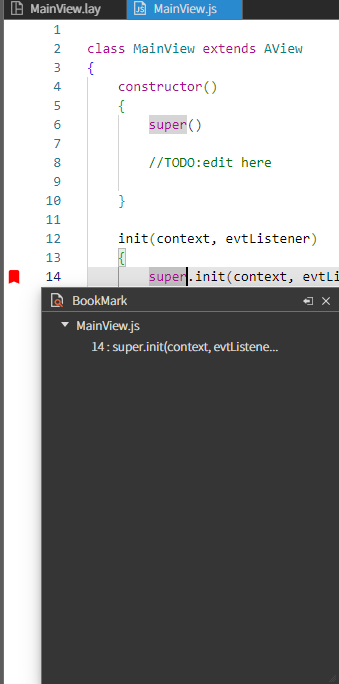 MainView.lay MainView.js
1
2 class MainView extends AView
3 {
4 constructor()
5 {
6 super()
7
8 //TODO:edit here
9
10 }
11
12 init(context, evtListener)
13 {
14 super.init(context, evtLi
BookMark
MainView.js
14 : super.init(context, evtListene...